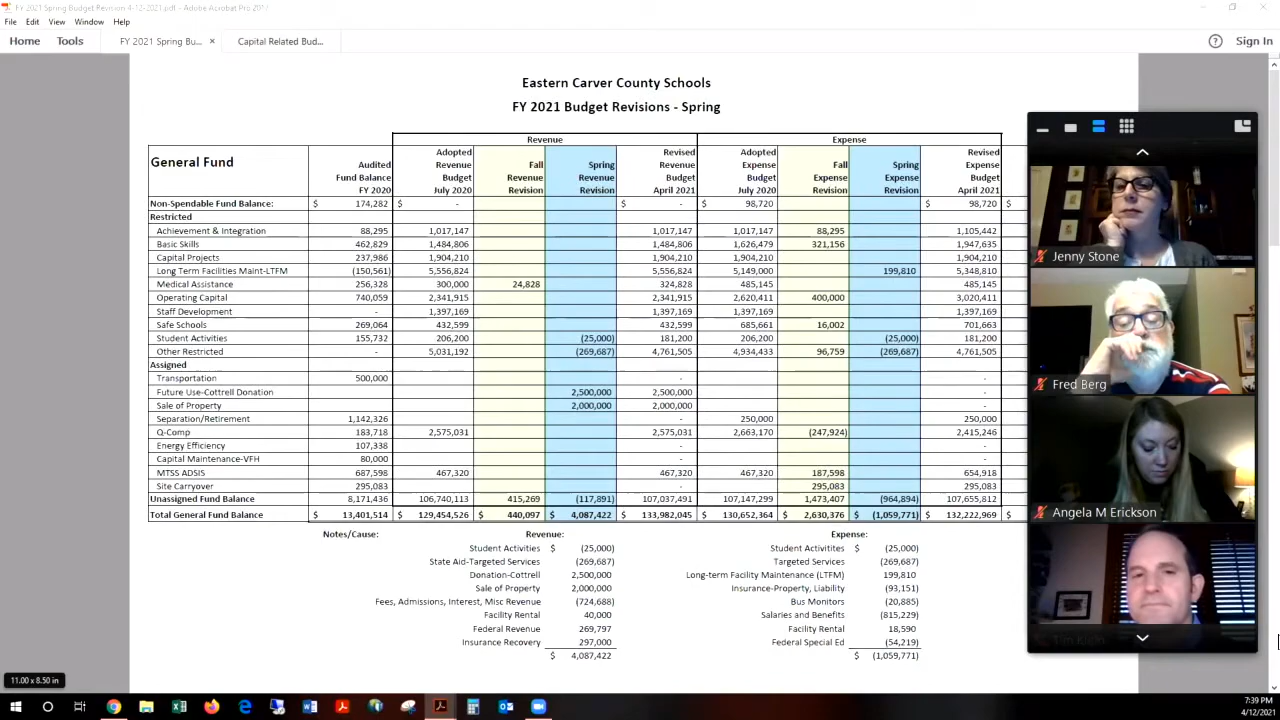 FY 2021 Spring Budget Revision 4-12-2021.pdf - Adobe Acrobat Pro 2017
File Edit View Window Help
Home Tools FY 2021 Spring Bu... × Capital Related Bud... ? Sign In
Eastern Carver County Schools
FY 2021 Budget Revisions - Spring
Revenue Expense
General Fund Audited Fund Balance FY 2020 Adopted Revenue Budget July 2020 Fall Revenue Revision Spring Revenue Revision Revised Revenue Budget April 2021 Adopted Expense Budget July 2020 Fall Expense Revision Spring Expense Revision Revised Expense Budget April 2021
Non-Spendable Fund Balance: $ 174,282 $ - $ - $ 98,720 $ 98,720 $
Restricted
Achievement & Integration 88,295 1,017,147 1,017,147 1,017,147 88,295 1,105,442
Basic Skills 462,829 1,484,806 1,484,806 1,626,479 321,156 1,947,635
Capital Projects 237,986 1,904,210 1,904,210 1,904,210 1,904,210
Long Term Facilities Maint-LTFM (150,561) 5,556,824 5,556,824 5,149,000 199,810 5,348,810
Medical Assistance 256,328 300,000 24,828 324,828 485,145 485,145
Operating Capital 740,059 2,341,915 2,341,915 2,620,411 400,000 3,020,411
Staff Development - 1,397,169 1,397,169 1,397,169 1,397,169
Safe Schools 269,064 432,599 432,599 685,661 16,002 701,663
Student Activities 155,732 206,200 (25,000) 181,200 206,200 (25,000) 181,200
Other Restricted - 5,031,192 (269,687) 4,761,505 4,934,433 96,759 (269,687) 4,761,505
Assigned
Transportation 500,000 - -
Future Use-Cottrell Donation 2,500,000 2,500,000 -
Sale of Property 2,000,000 2,000,000 -
Separation/Retirement 1,142,326 - 250,000 250,000
Q-Comp 183,718 2,575,031 2,575,031 2,663,170 (247,924) 2,415,246
Energy Efficiency 107,338 - -
Capital Maintenance-VFH 80,000 - -
MTSS ADSIS 687,598 467,320 467,320 467,320 187,598 654,918
Site Carryover 295,083 - 295,083 295,083
Unassigned Fund Balance 8,171,436 106,740,113 415,269 (117,891) 107,037,491 107,147,299 1,473,407 (964,894) 107,655,812
Total General Fund Balance $ 13,401,514 $ 129,454,526 $ 440,097 $ 4,087,422 $ 133,982,045 $ 130,652,364 $ 2,630,376 $ (1,059,771) $ 132,222,969 $
Notes/Cause: Revenue: Expense:
Student Activities $ (25,000) Student Activitites $ (25,000)
State Aid-Targeted Services (269,687) Targeted Services (269,687)
Donation-Cottrell 2,500,000 Long-term Facility Maintenance (LTFM) 199,810
Sale of Property 2,000,000 Insurance-Property, Liability (93,151)
Fees, Admissions, Interest, Misc Revenue (724,688) Bus Monitors (20,885)
Facility Rental 40,000 Salaries and Benefits (815,229)
Federal Revenue 269,797 Facility Rental 18,590
Insurance Recovery 297,000 Federal Special Ed (54,219)
$ 4,087,422 $ (1,059,771)
Jenny Stone
Fred Berg
Angela M Erickson
11.00 x 8.50 in
7:39 PM
4/12/2021